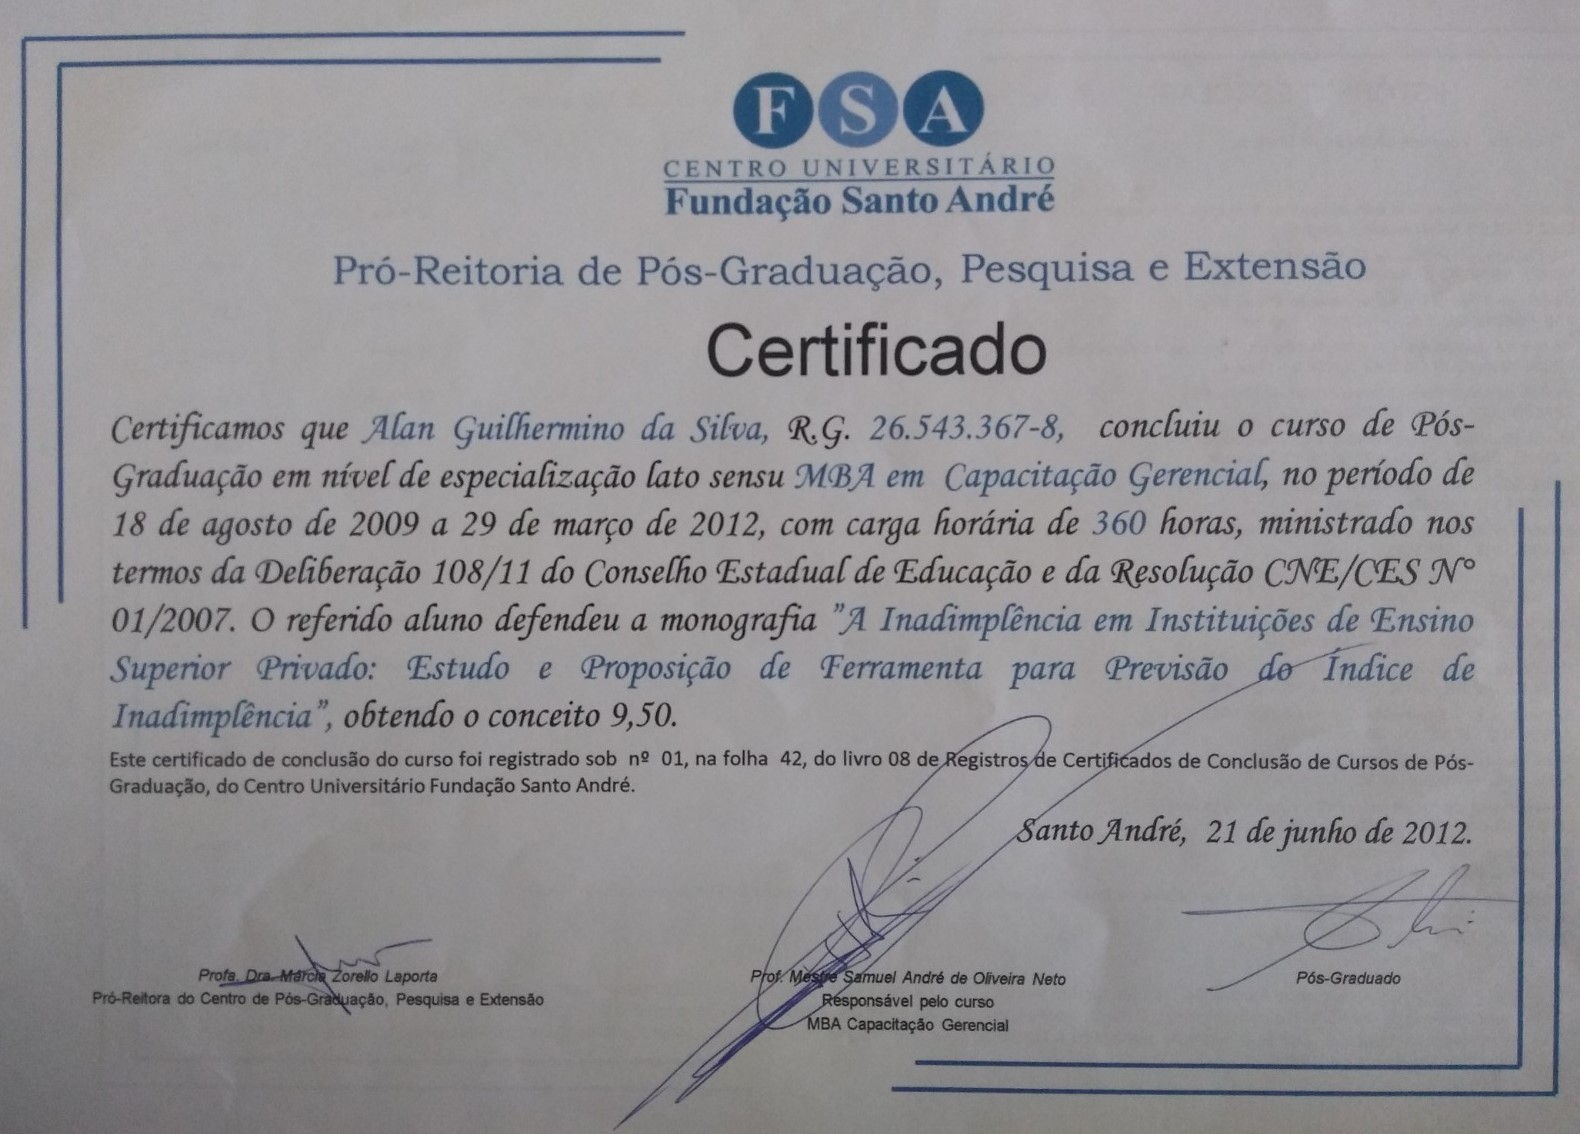 FSA
CENTRO UNIVERSITÁRIO
Fundação Santo André
Pró-Reitoria de Pós-Graduação, Pesquisa e Extensão
Certificado
Certificamos que Alan Guilhermino da Silva, R.G. 26.543.367-8, concluiu o curso de Pós-
Graduação em nível de especialização lato sensu MBA em Capacitação Gerencial, no período de
18 de agosto de 2009 a 29 de março de 2012, com carga horária de 360 horas, ministrado nos
termos da Deliberação 108/11 do Conselho Estadual de Educação e da Resolução CNE/CES Nº
01/2007. O referido aluno defendeu a monografia "A Inadimplência em Instituições de Ensino
Superior Privado: Estudo e Proposição de Ferramenta para Previsão do Índice de
Inadimplência", obtendo o conceito 9,50.
Este certificado de conclusão do curso foi registrado sob nº 01, na folha 42, do livro 08 de Registros de Certificados de Conclusão de Cursos de Pós-
Graduação, do Centro Universitário Fundação Santo André.
Santo André, 21 de junho de 2012.
Profa. Dra. Márcia Zorello Laporta
Pró-Reitora do Centro de Pós-Graduação, Pesquisa e Extensão
Prof. Mestre Samuel André de Oliveira Neto
Responsável pelo curso
MBA Capacitação Gerencial
Pós-Graduado